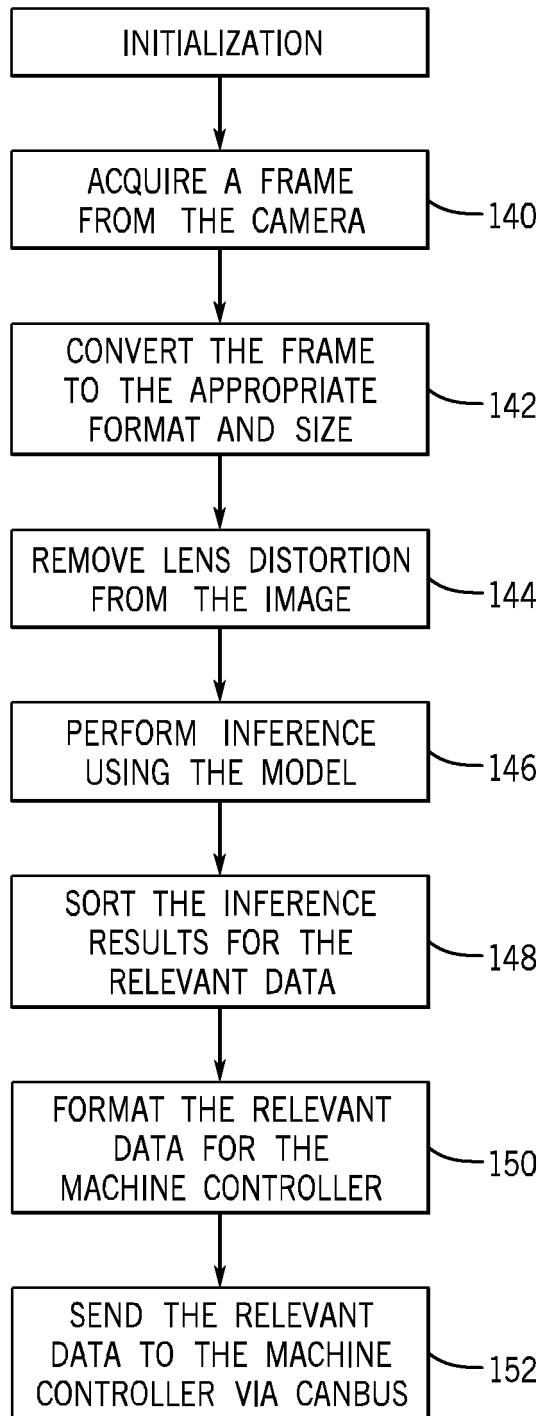 INITIALIZATION
ACQUIRE A FRAME
FROM THE CAMERA
140
CONVERT THE FRAME
TO THE APPROPRIATE
FORMAT AND SIZE
142
REMOVE LENS DISTORTION
FROM THE IMAGE
144
PERFORM INFERENCE
USING THE MODEL
146
SORT THE INFERENCE
RESULTS FOR THE
RELEVANT DATA
148
FORMAT THE RELEVANT
DATA FOR THE
MACHINE CONTROLLER
150
SEND THE RELEVANT
DATA TO THE MACHINE
CONTROLLER VIA CANBUS
152